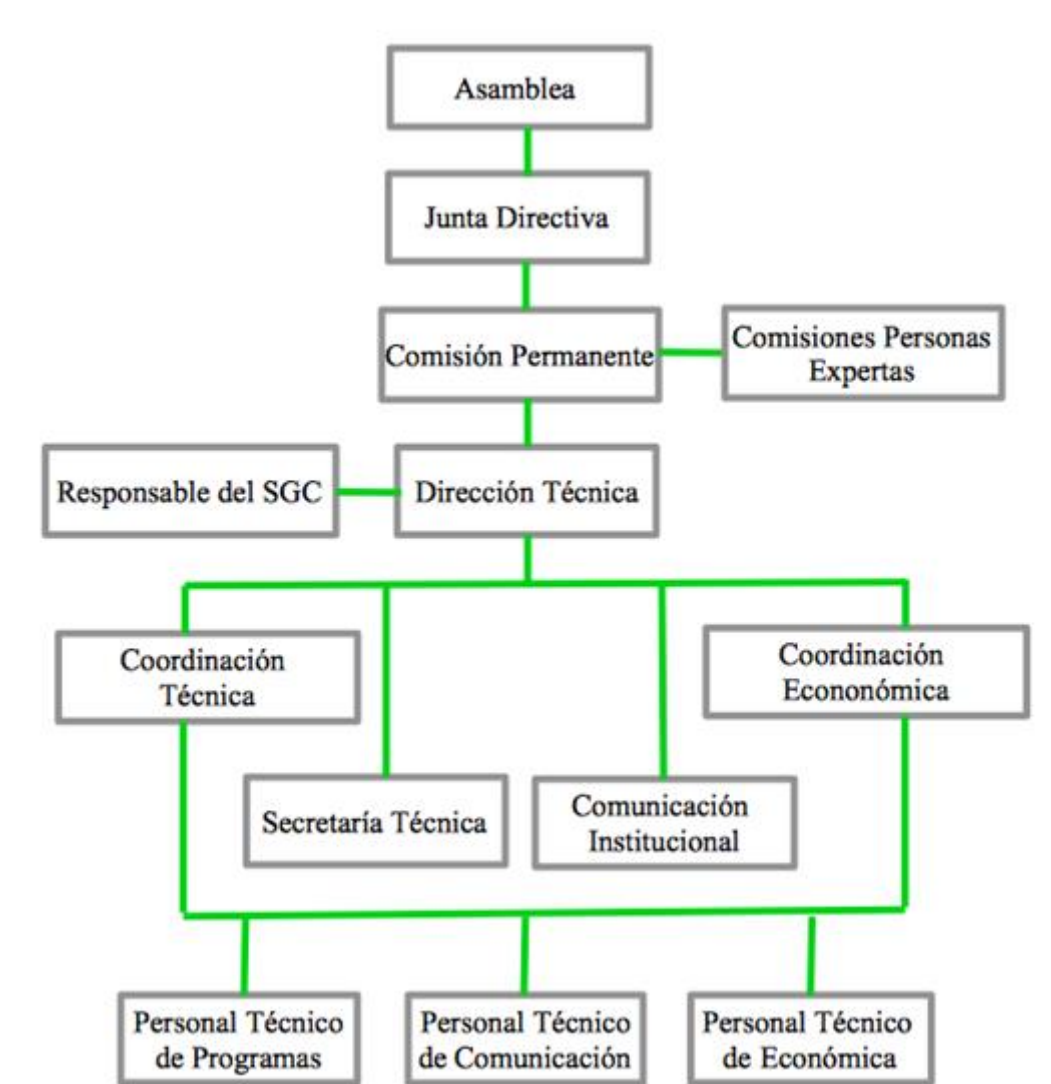 Asamblea
Junta Directiva
Comisión Permanente
Comisiones Personas
Expertas
Responsable del SGC
Dirección Técnica
Coordinación
Técnica
Coordinación
Econonómica
Secretaría Técnica
Comunicación
Institucional
Personal Técnico
de Programas
Personal Técnico
de Comunicación
Personal Técnico
de Económica